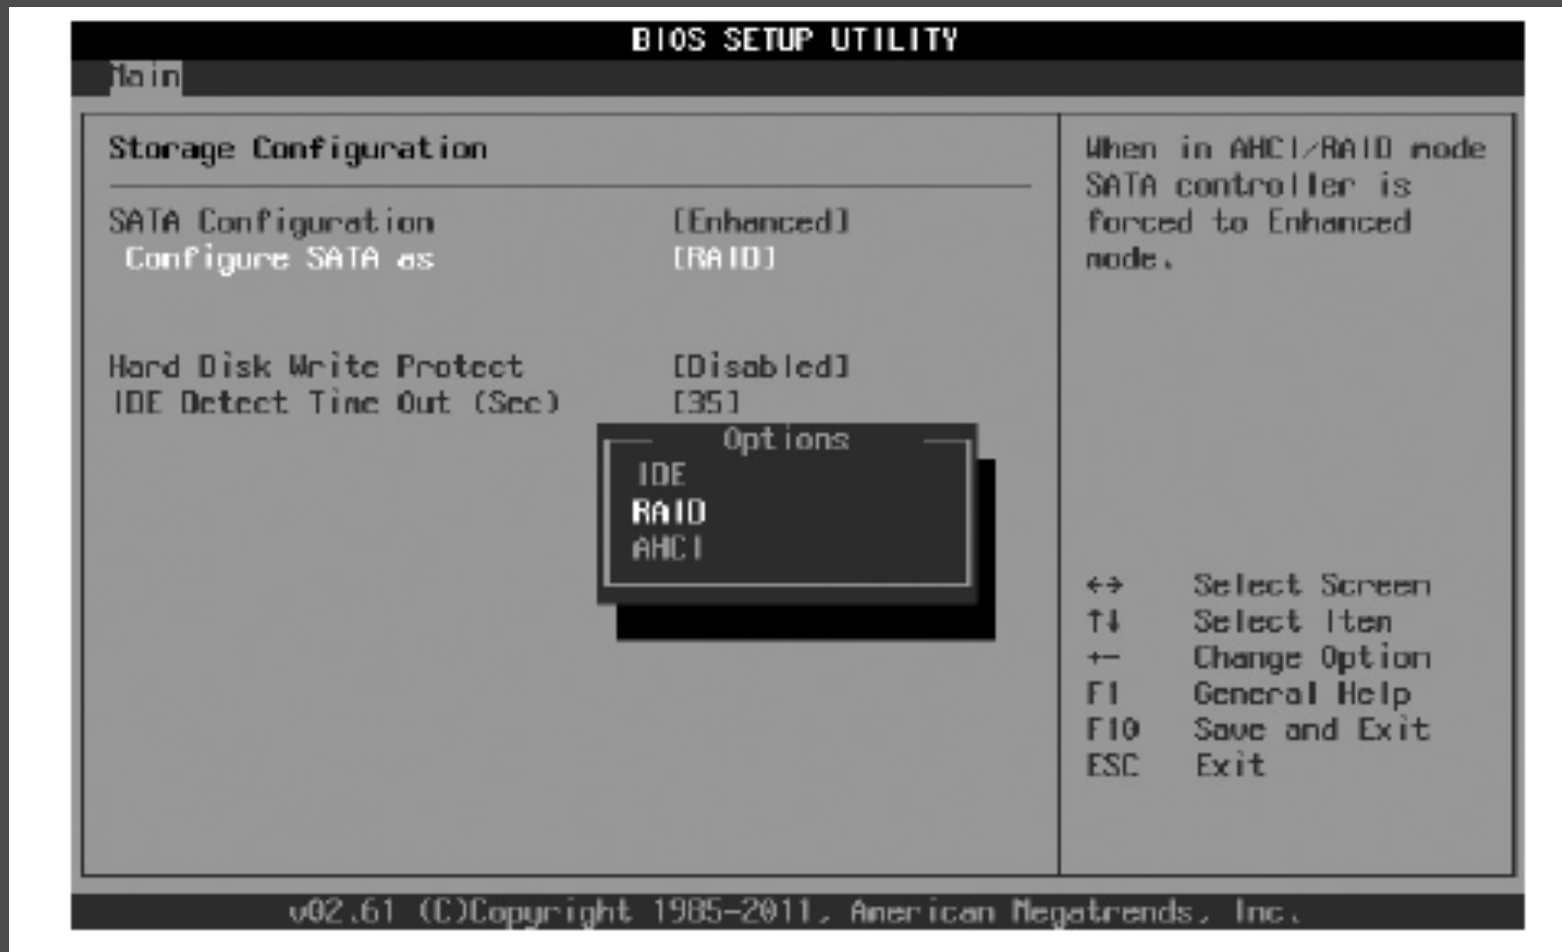 BIOS SETUP UTILITY
Main
Storage Configuration
SATA Configuration [Enhanced]
Configure SATA as [RAID]
Hard Disk Write Protect [Disabled]
IDE Detect Time Out (Sec) [35]
Options
IDE
RAID
AHCI
When in AHCI/RAID mode
SATA controller is
forced to Enhanced
mode.
←→ Select Screen
↑↓ Select Item
+- Change Option
F1 General Help
F10 Save and Exit
ESC Exit
v02.61 (C)Copyright 1985-2011, American Megatrends, Inc.